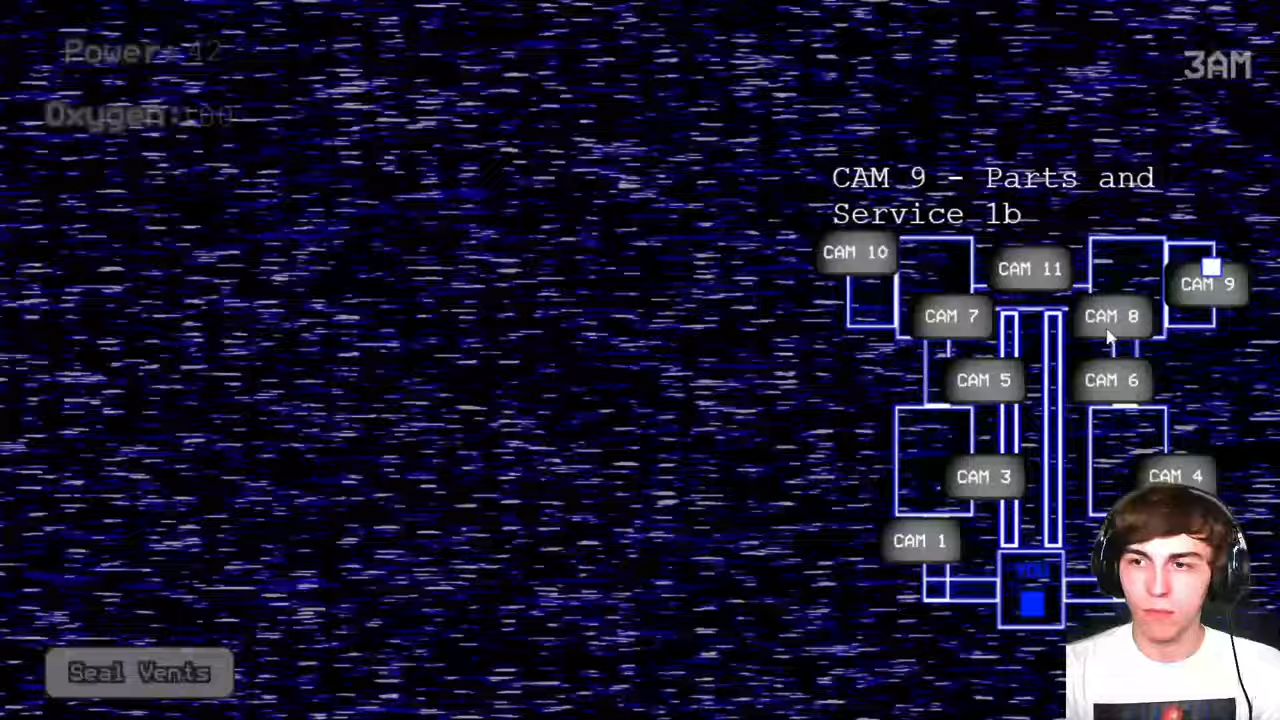 Power: 42
3AM
Oxygen:100
CAM 9 - Parts and
Service 1b
CAM 10
CAM 11
CAM 9
CAM 7
CAM 8
CAM 5
CAM 6
CAM 3
CAM 4
CAM 1
YOU
Seal Vents